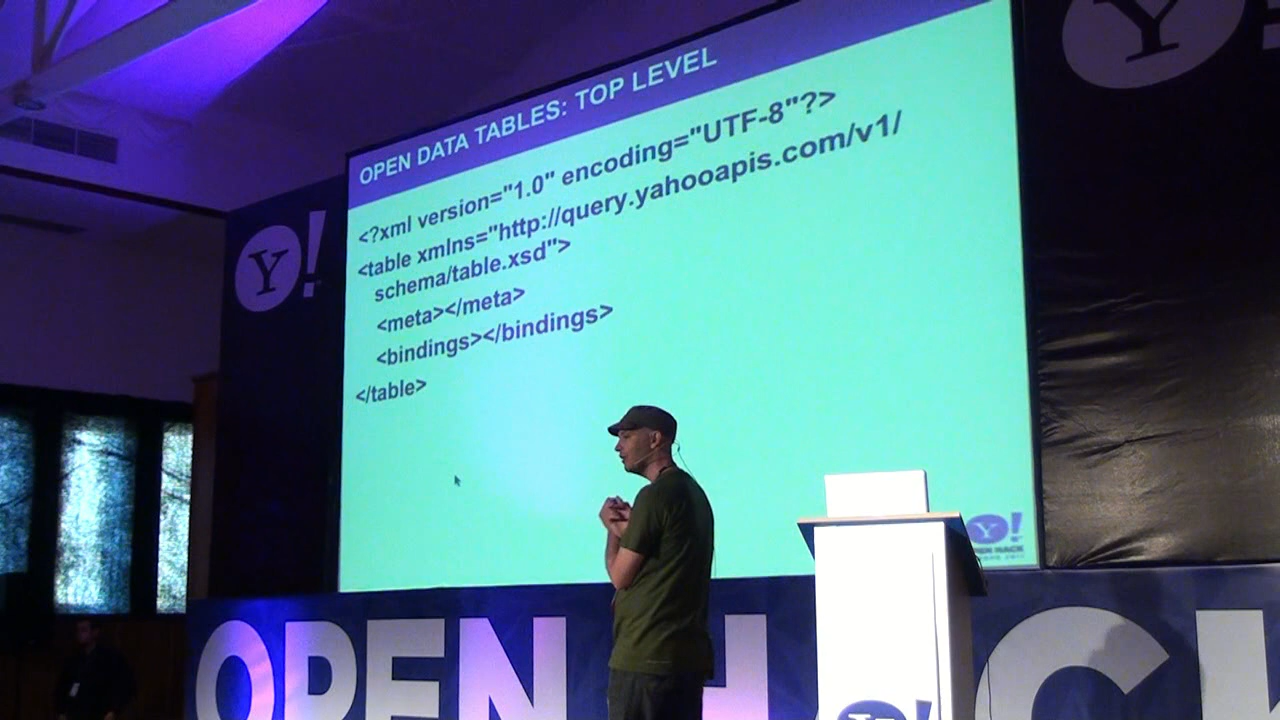 OPEN DATA TABLES: TOP LEVEL
<?xml version="1.0" encoding="UTF-8"?>
<table xmlns="http://query.yahooapis.com/v1/
schema/table.xsd">
<meta></meta>
<bindings></bindings>
</table>
Y!
Y!
Y!
OPEN HACK